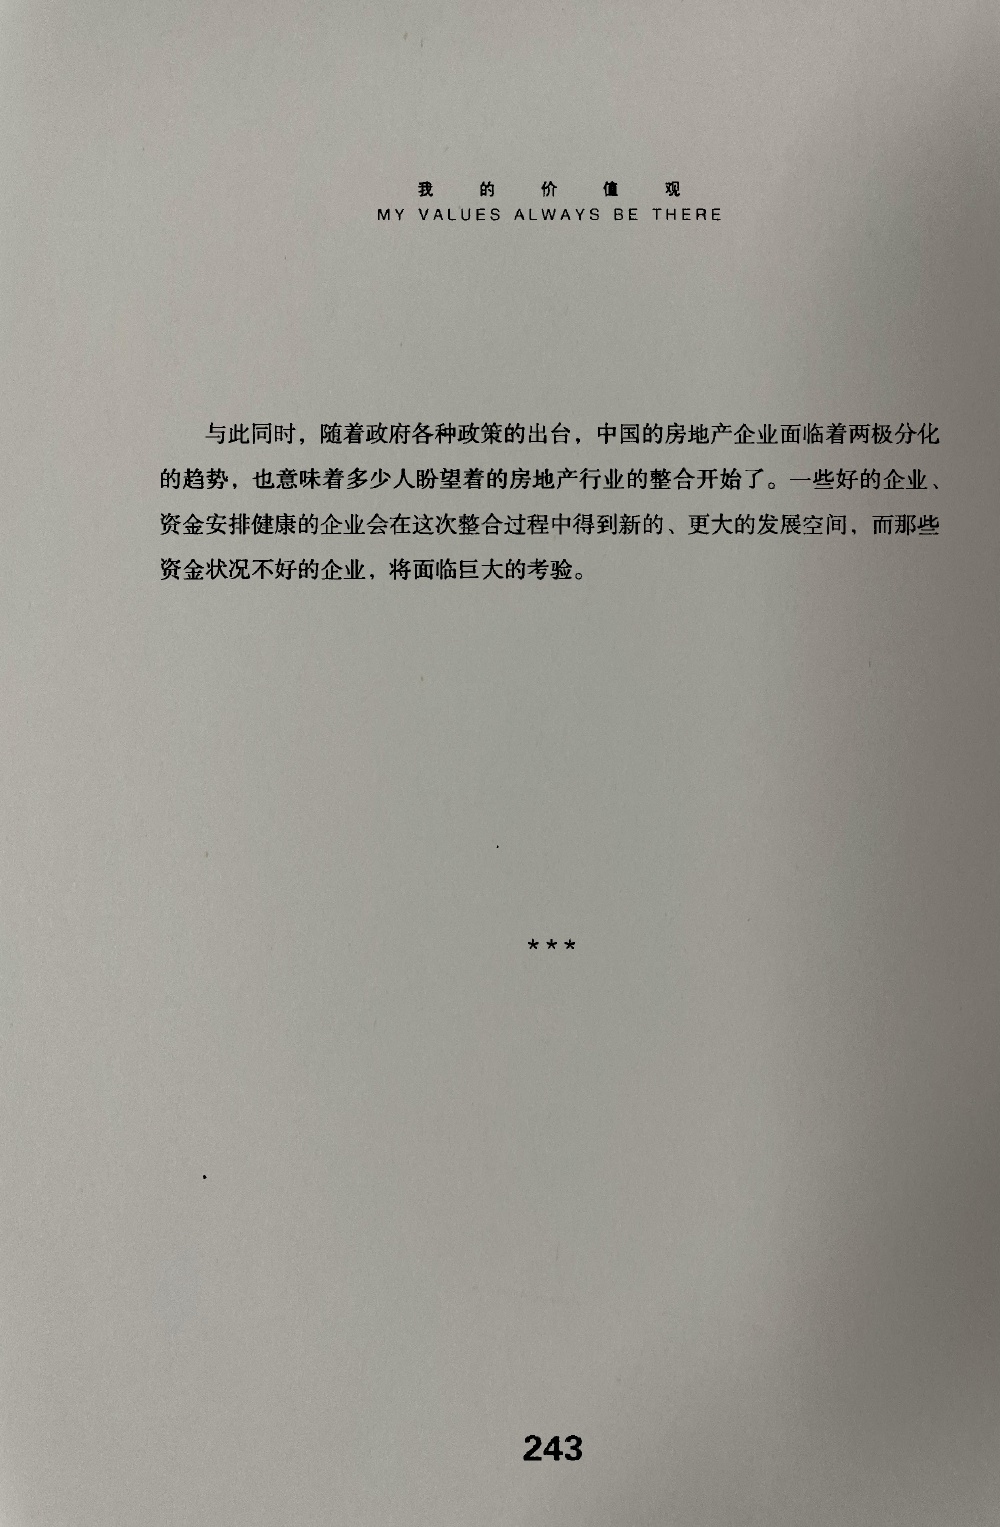 我的价值观
MY VALUES ALWAYS BE THERE
与此同时，随着政府各种政策的出台，中国的房地产企业面临着两极分化
的趋势，也意味着多少人盼望着的房地产行业的整合开始了。一些好的企业、
资金安排健康的企业会在这次整合过程中得到新的、更大的发展空间，而那些
资金状况不好的企业，将面临巨大的考验。
***
243